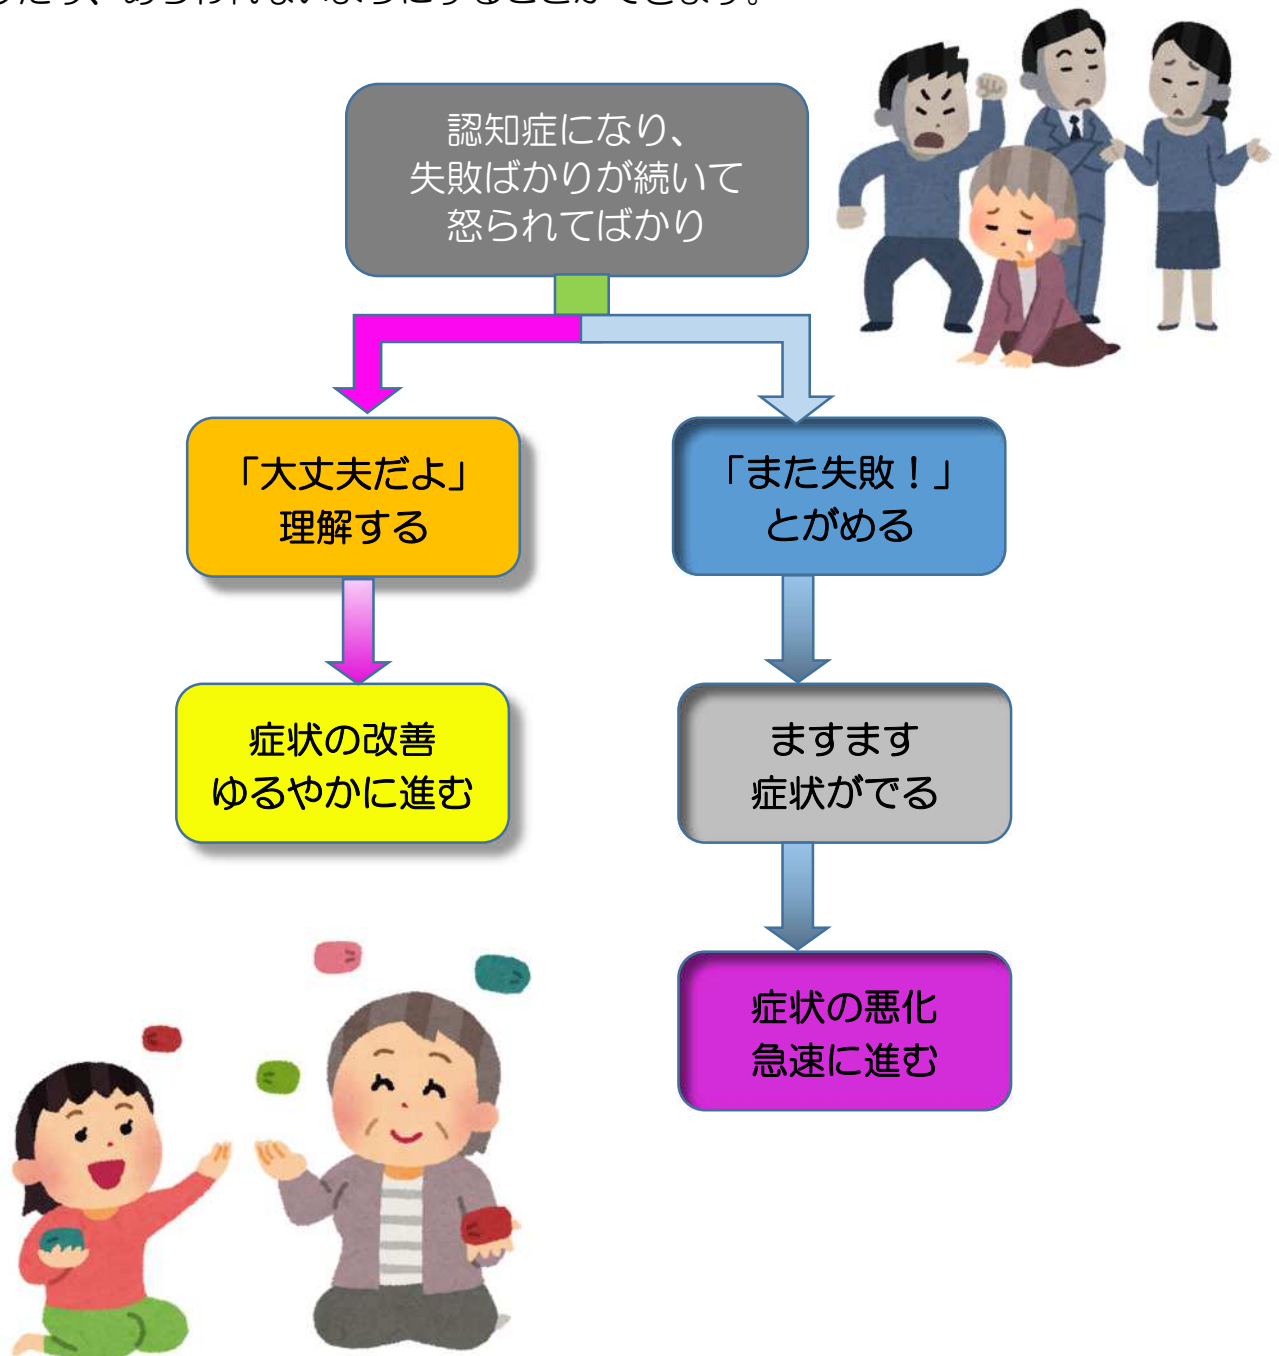 認知症になり、
失敗ばかりが続いて
怒られてばかり
「大丈夫だよ」
理解する
「また失敗！」
とがめる
症状の改善
ゆるやかに進む
ますます
症状がでる
症状の悪化
急速に進む